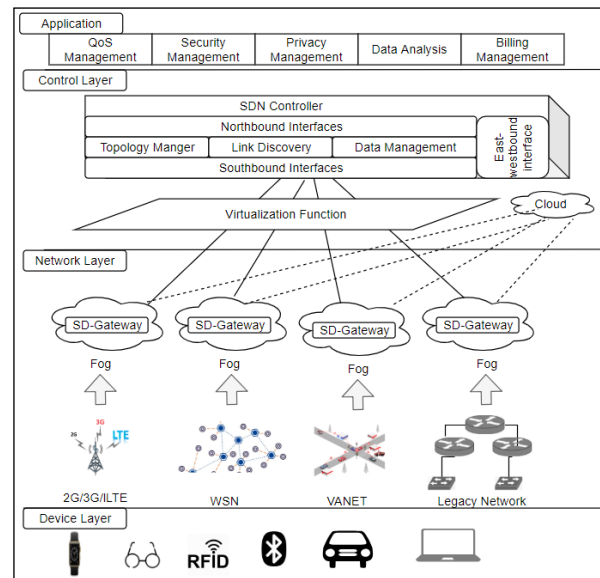 Application
QoS
Management
Security
Management
Privacy
Management
Data Analysis
Billing
Management
Control Layer
SDN Controller
Northbound Interfaces
Topology Manger
Link Discovery
Data Management
Southbound Interfaces
East-
westbound
interface
Virtualization Function
Cloud
Network Layer
SD-Gateway
SD-Gateway
SD-Gateway
SD-Gateway
Fog
Fog
Fog
Fog
2G
3G
LTE
2G/3G/ILTE
WSN
VANET
Legacy Network
Device Layer
RFiD